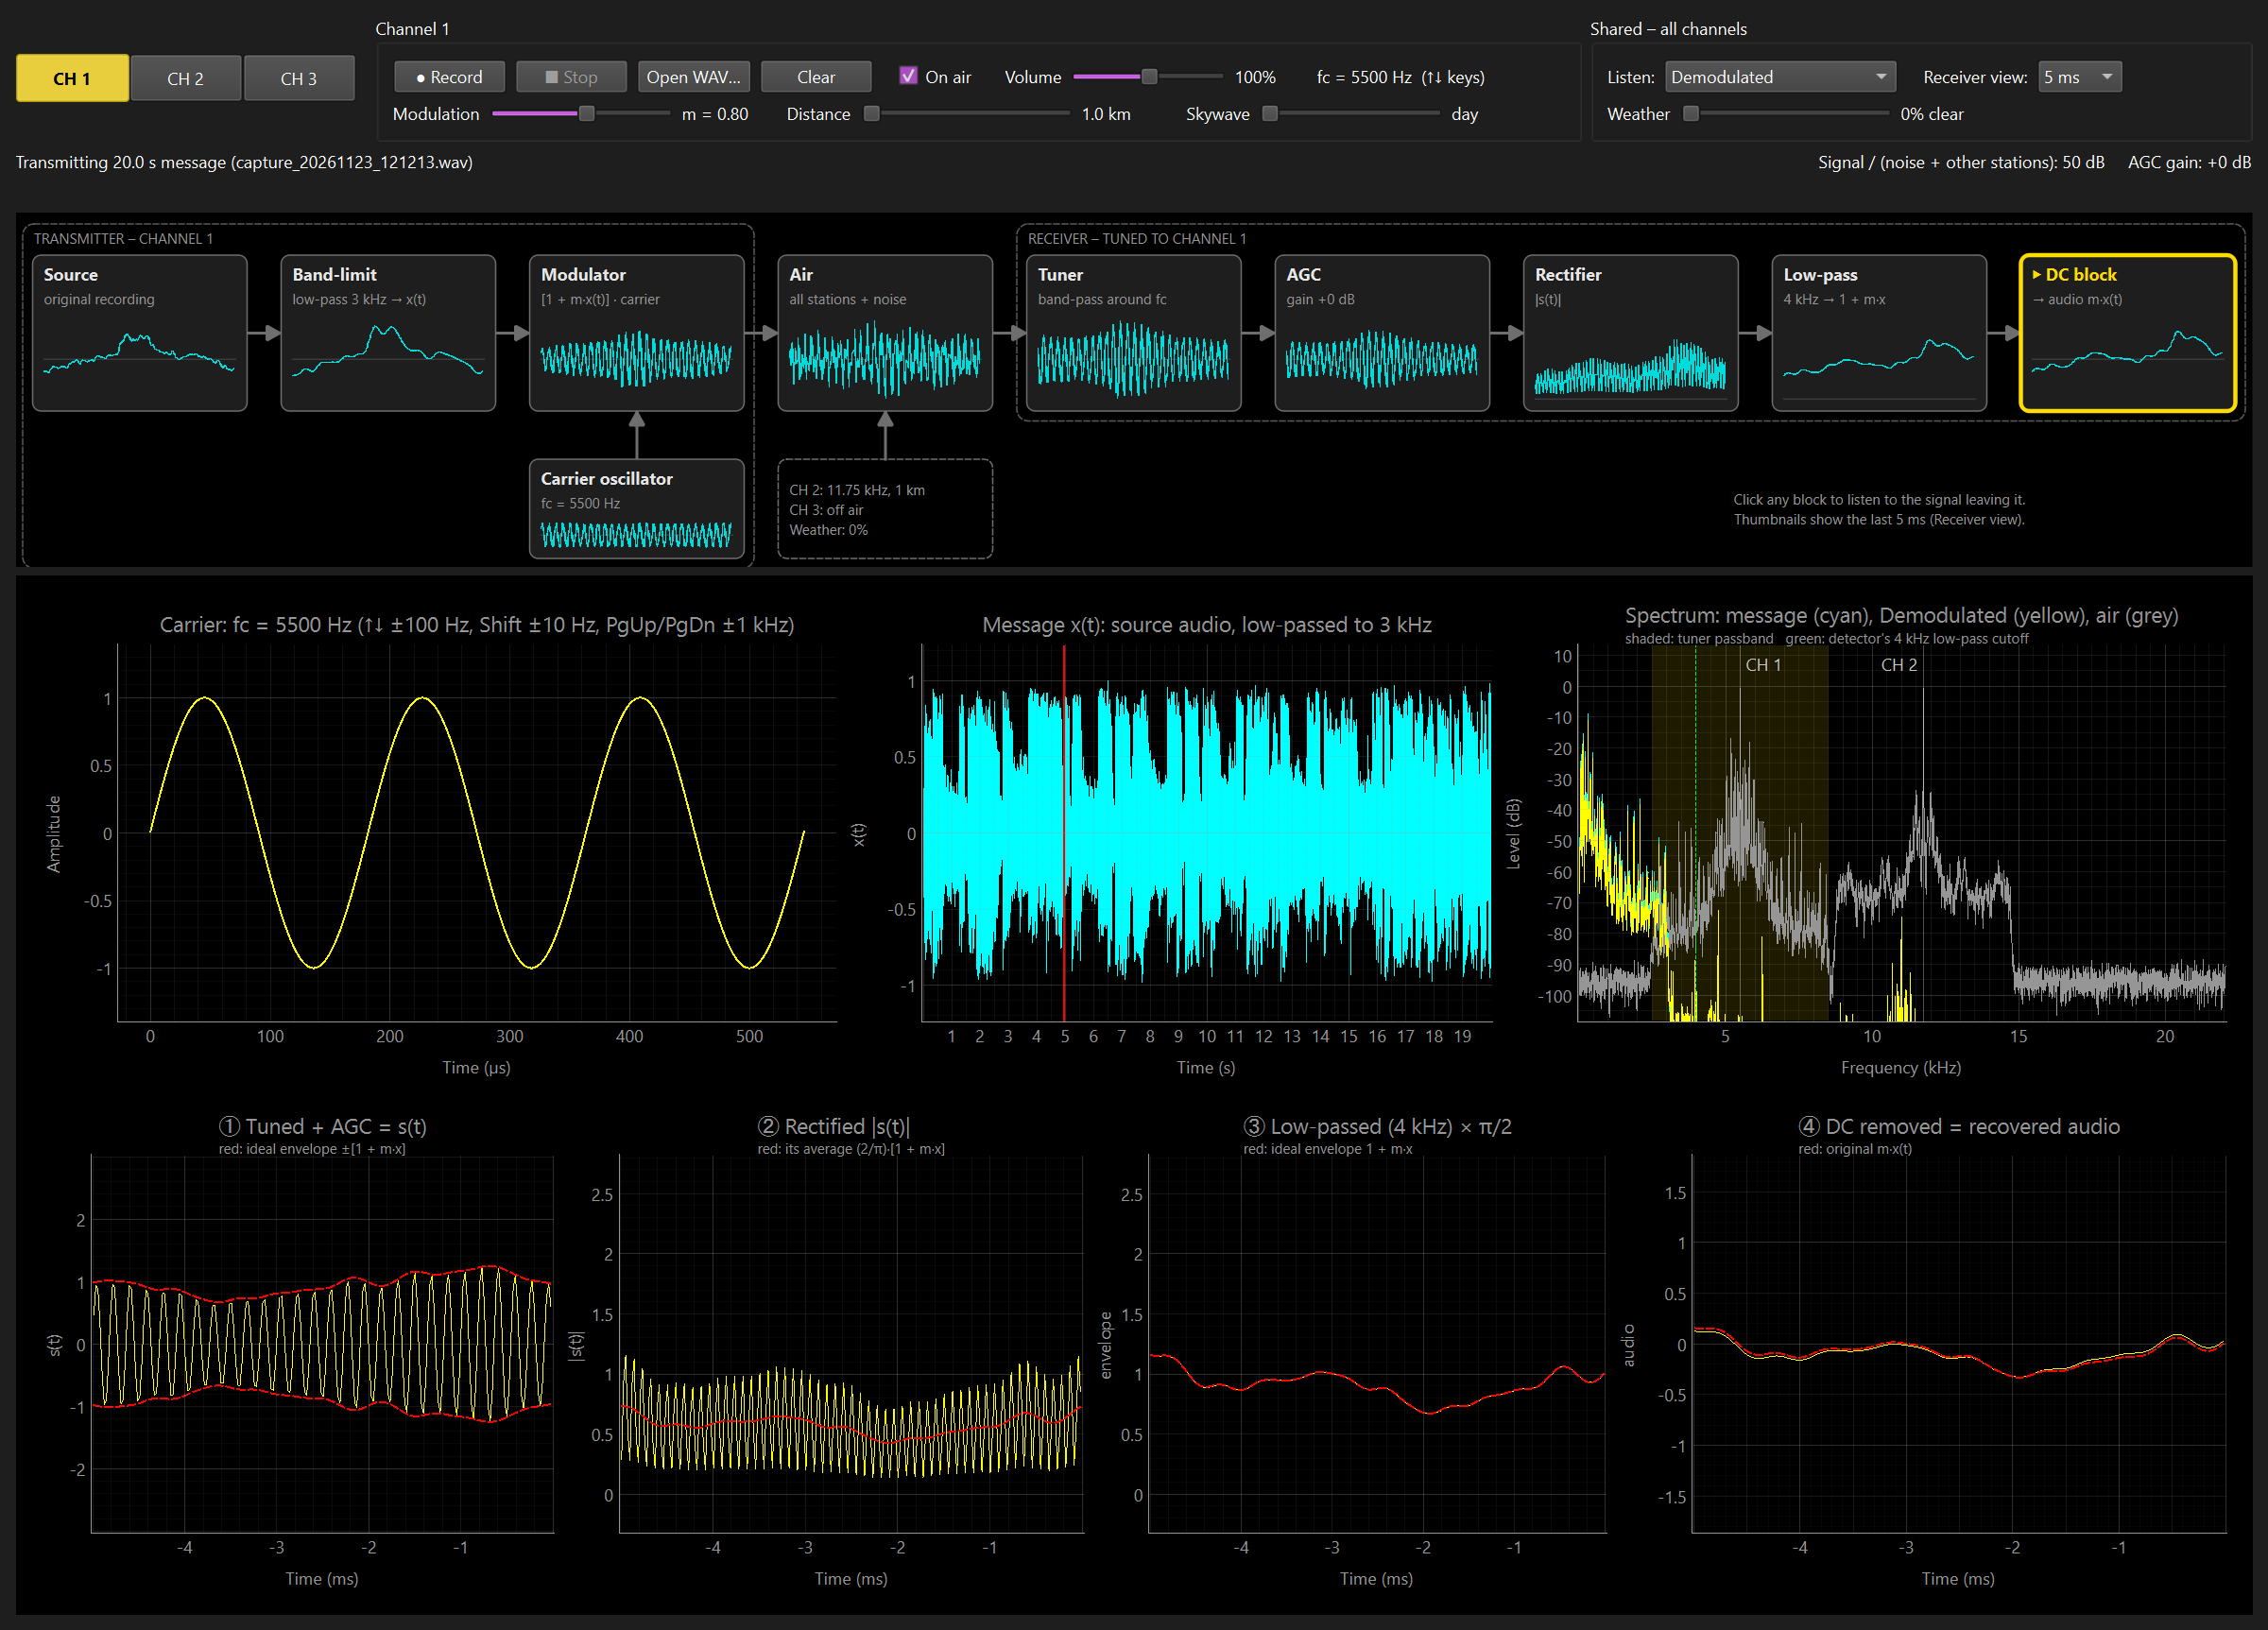 Channel 1
Shared – all channels
CH 1
CH 2
CH 3
● Record
■ Stop
Open WAV...
Clear
On air
Volume
100%
fc = 5500 Hz (↑↓ keys)
Listen:
Demodulated
Receiver view:
5 ms
Modulation
m = 0.80
Distance
1.0 km
Skywave
day
Weather
0% clear
Transmitting 20.0 s message (capture_20261123_121213.wav)
Signal / (noise + other stations): 50 dB
AGC gain: +0 dB
TRANSMITTER – CHANNEL 1
RECEIVER – TUNED TO CHANNEL 1
Source
original recording
Band-limit
low-pass 3 kHz → x(t)
Modulator
[1 + m·x(t)] · carrier
Air
all stations + noise
Tuner
band-pass around fc
AGC
gain +0 dB
Rectifier
|s(t)|
Low-pass
4 kHz → 1 + m·x
▸ DC block
→ audio m·x(t)
Carrier oscillator
fc = 5500 Hz
CH 2: 11.75 kHz, 1 km
CH 3: off air
Weather: 0%
Click any block to listen to the signal leaving it.
Thumbnails show the last 5 ms (Receiver view).
Carrier: fc = 5500 Hz (↑↓ ±100 Hz, Shift ±10 Hz, PgUp/PgDn ±1 kHz)
Amplitude
1
0.5
0
-0.5
-1
0 100 200 300 400 500
Time (µs)
Message x(t): source audio, low-passed to 3 kHz
x(t)
1
0.5
0
-0.5
-1
1 2 3 4 5 6 7 8 9 10 11 12 13 14 15 16 17 18 19
Time (s)
Spectrum: message (cyan), Demodulated (yellow), air (grey)
shaded: tuner passband green: detector's 4 kHz low-pass cutoff
CH 1
CH 2
Level (dB)
10
0
-10
-20
-30
-40
-50
-60
-70
-80
-90
-100
5 10 15 20
Frequency (kHz)
① Tuned + AGC = s(t)
red: ideal envelope ±[1 + m·x]
s(t)
2
1
0
-1
-2
-4 -3 -2 -1
Time (ms)
② Rectified |s(t)|
red: its average (2/π)·[1 + m·x]
|s(t)|
2.5
2
1.5
1
0.5
0
-4 -3 -2 -1
Time (ms)
③ Low-passed (4 kHz) × π/2
red: ideal envelope 1 + m·x
envelope
2.5
2
1.5
1
0.5
0
-4 -3 -2 -1
Time (ms)
④ DC removed = recovered audio
red: original m·x(t)
audio
1.5
1
0.5
0
-0.5
-1
-1.5
-4 -3 -2 -1
Time (ms)